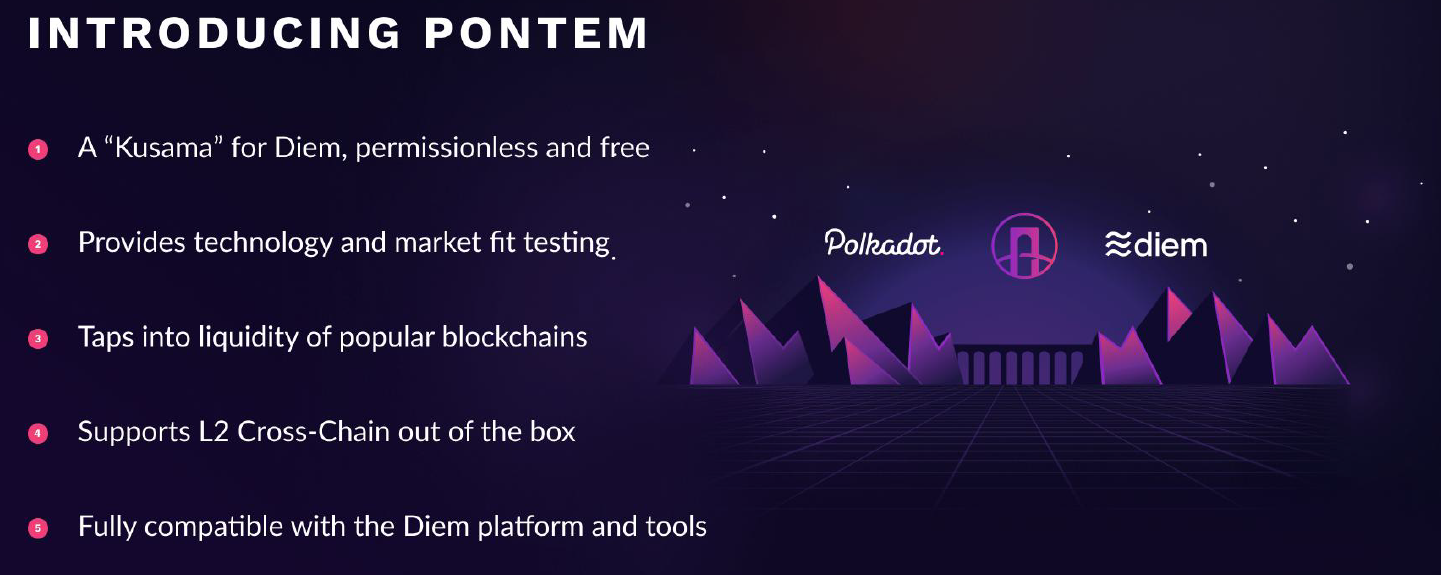 INTRODUCING PONTEM
1 A “Kusama” for Diem, permissionless and free
2 Provides technology and market fit testing
3 Taps into liquidity of popular blockchains
4 Supports L2 Cross-Chain out of the box
5 Fully compatible with the Diem platform and tools
Polkadot.
diem